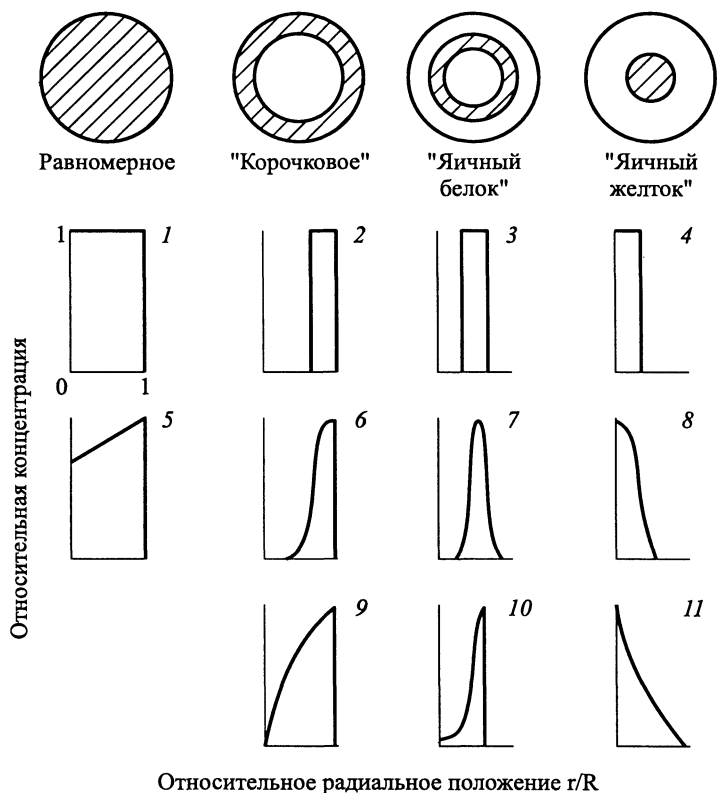 Равномерное
"Корочковое"
"Яичный
белок"
"Яичный
желток"
1
1
2
3
4
0
1
5
6
7
8
9
10
11
Относительная концентрация
Относительное радиальное положение r/R